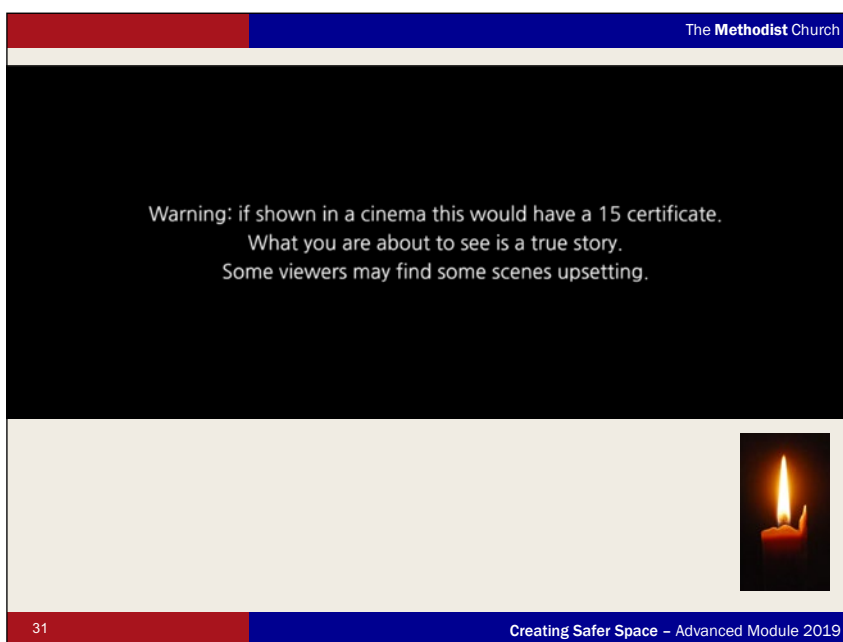 The Methodist Church
Warning: if shown in a cinema this would have a 15 certificate.
What you are about to see is a true story.
Some viewers may find some scenes upsetting.
31
Creating Safer Space – Advanced Module 2019